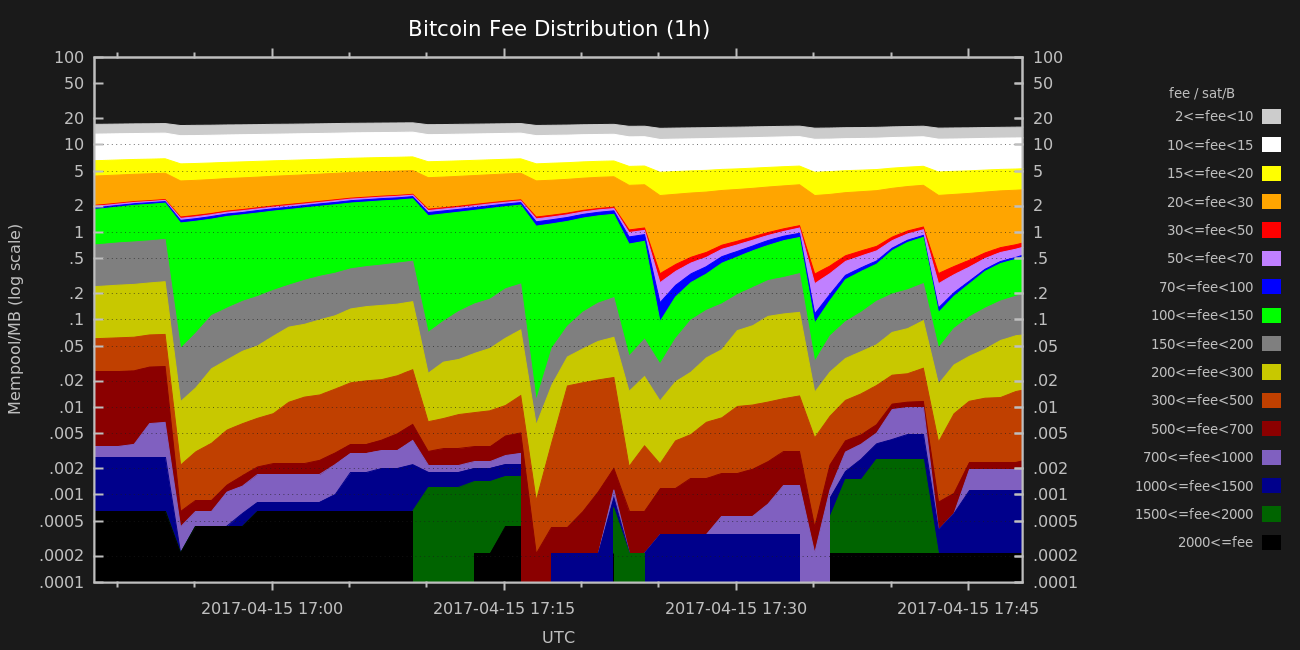 Bitcoin Fee Distribution (1h)
Mempool/MB (log scale)
100
50
20
10
5
2
1
.5
.2
.1
.05
.02
.01
.005
.002
.001
.0005
.0002
.0001
100
50
20
10
5
2
1
.5
.2
.1
.05
.02
.01
.005
.002
.001
.0005
.0002
.0001
2017-04-15 17:00
2017-04-15 17:15
2017-04-15 17:30
2017-04-15 17:45
UTC
fee / sat/B
2<=fee<10
10<=fee<15
15<=fee<20
20<=fee<30
30<=fee<50
50<=fee<70
70<=fee<100
100<=fee<150
150<=fee<200
200<=fee<300
300<=fee<500
500<=fee<700
700<=fee<1000
1000<=fee<1500
1500<=fee<2000
2000<=fee